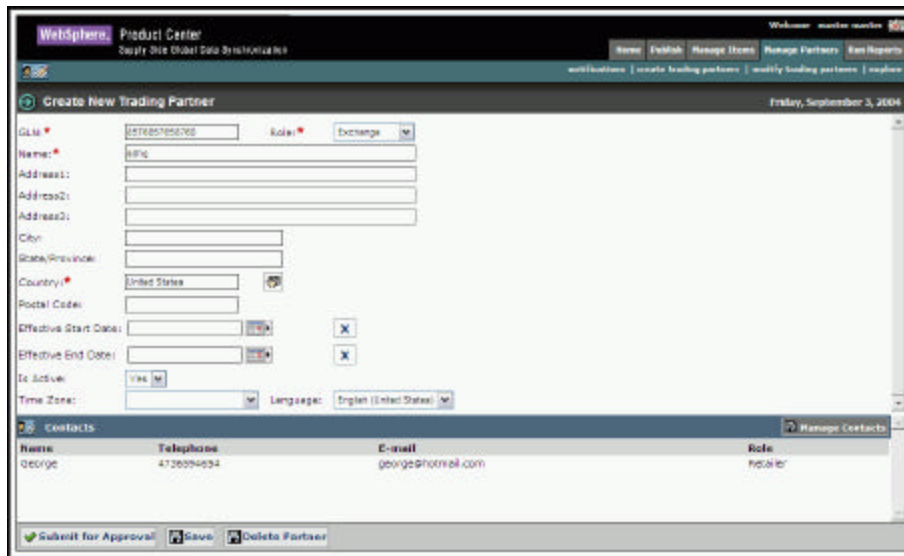 WebSphere. Product Center
Supply Side Global Data Synchronization
Welcome master master
Home Publish Manage Items Manage Partners Run Reports
notifications | create trading partners | modify trading partners | explore
Create New Trading Partner
Friday, September 3, 2004
GLN:* Role:* Exchange
Name:*
Address1:
Address2:
Address3:
City:
State/Province:
Country:* United States
Postal Code:
Effective Start Date: X
Effective End Date: X
Is Active: Yes
Time Zone: Language: English (United States)
Contacts Manage Contacts
Name Telephone E-mail Role
George george@hotmail.com Retailer
Submit for Approval Save Delete Partner